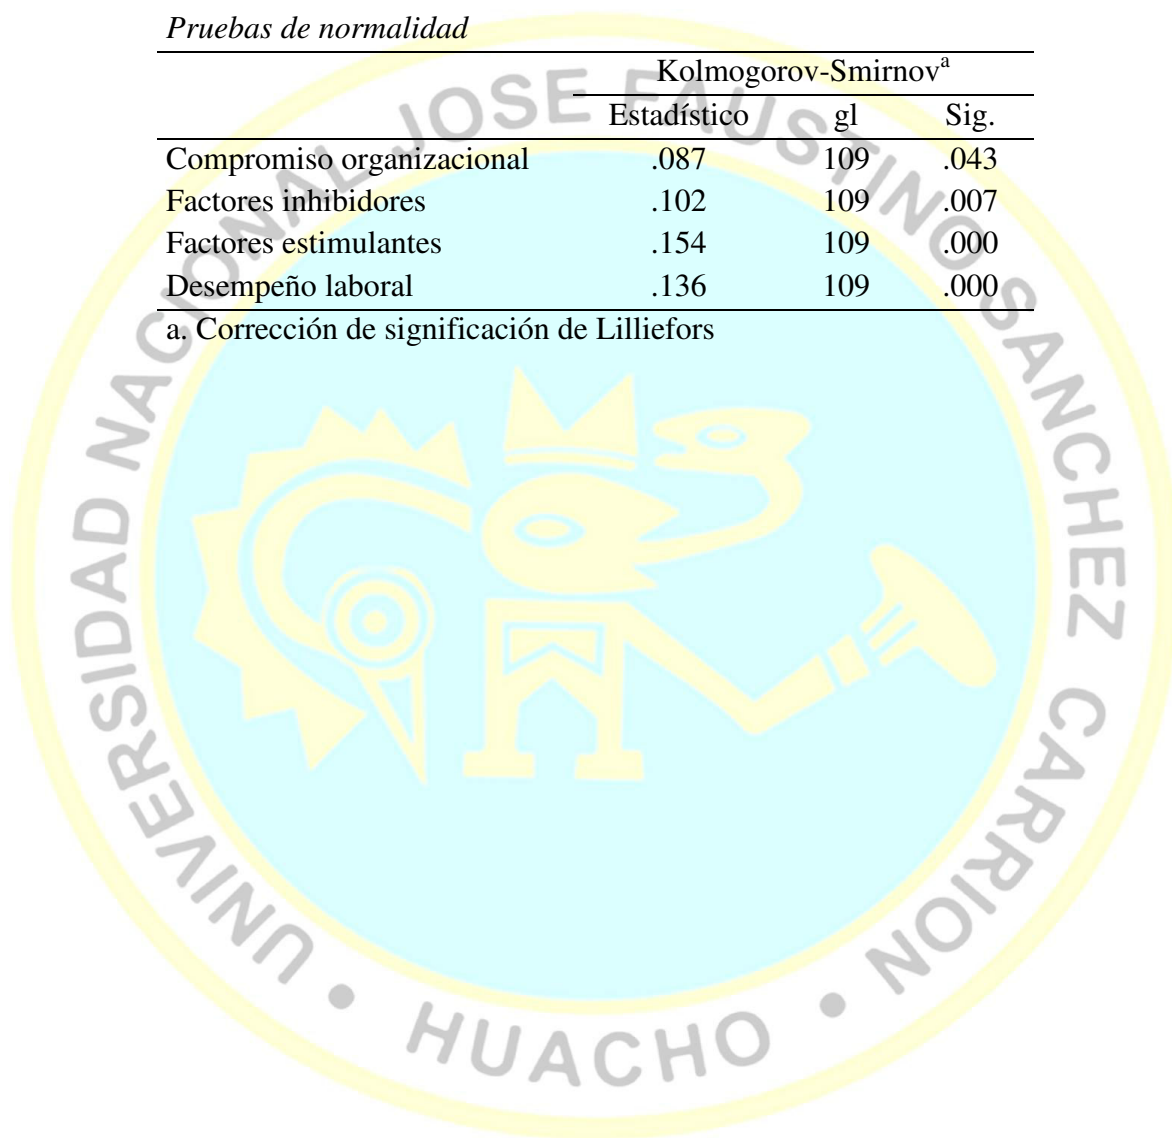 Pruebas de normalidad
Kolmogorov-Smirnovᵃ
Estadístico gl Sig.
Compromiso organizacional .087 109 .043
Factores inhibidores .102 109 .007
Factores estimulantes .154 109 .000
Desempeño laboral .136 109 .000
a. Corrección de significación de Lilliefors
UNIVERSIDAD NACIONAL JOSE FAUSTINO SANCHEZ CARRION • HUACHO •